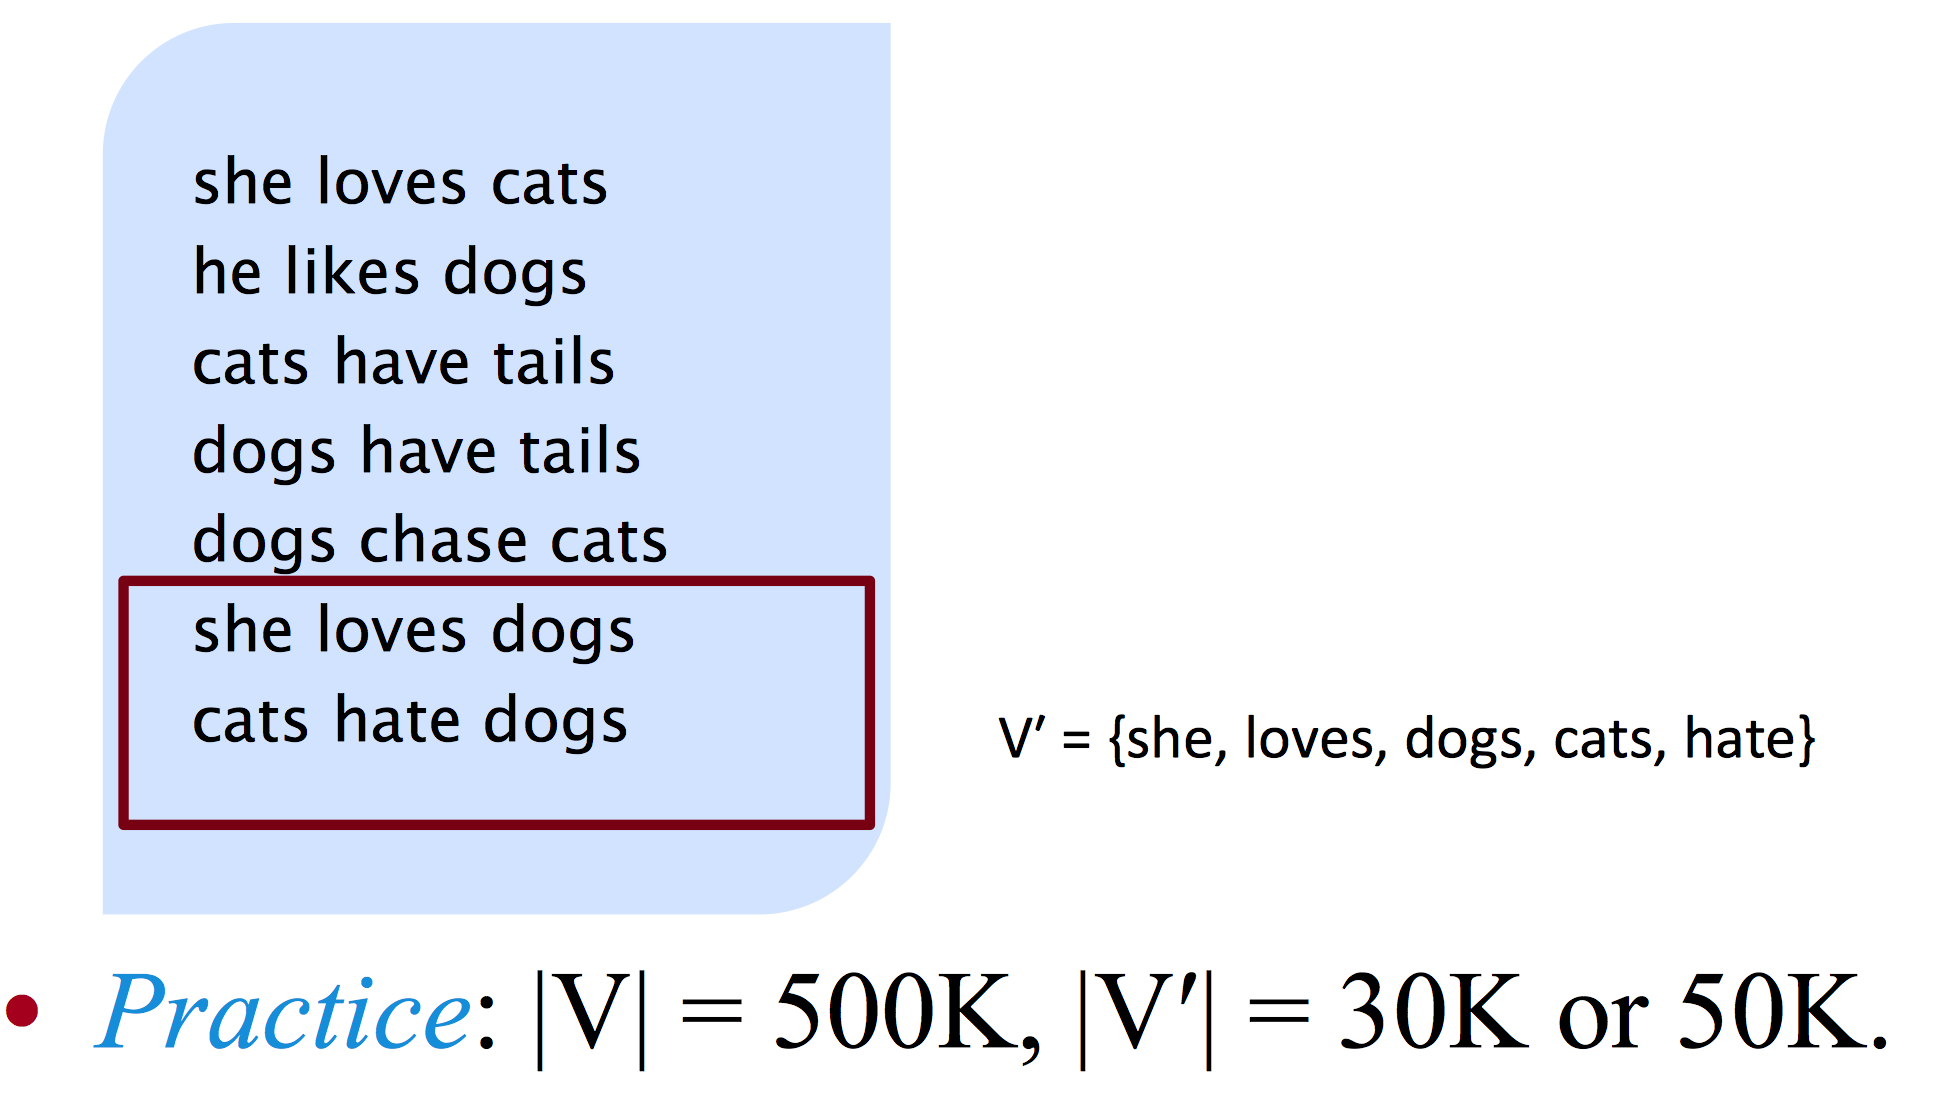 she loves cats
he likes dogs
cats have tails
dogs have tails
dogs chase cats
she loves dogs
cats hate dogs
V′ = {she, loves, dogs, cats, hate}
• Practice: |V| = 500K, |V′| = 30K or 50K.